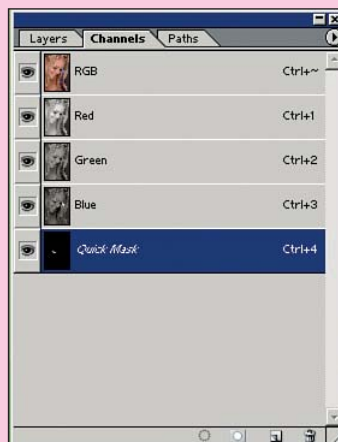 Layers Channels Paths
RGB Ctrl+~
Red Ctrl+1
Green Ctrl+2
Blue Ctrl+3
Quick Mask Ctrl+4